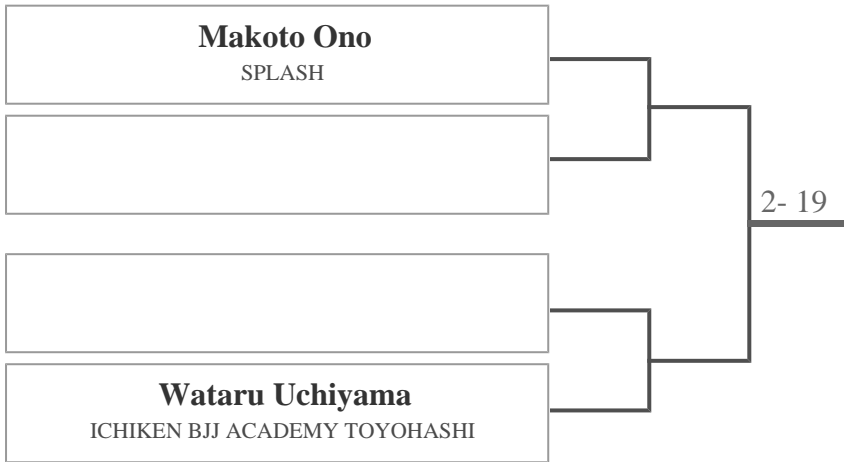 Makoto Ono
SPLASH
2- 19
Wataru Uchiyama
ICHIKEN BJJ ACADEMY TOYOHASHI